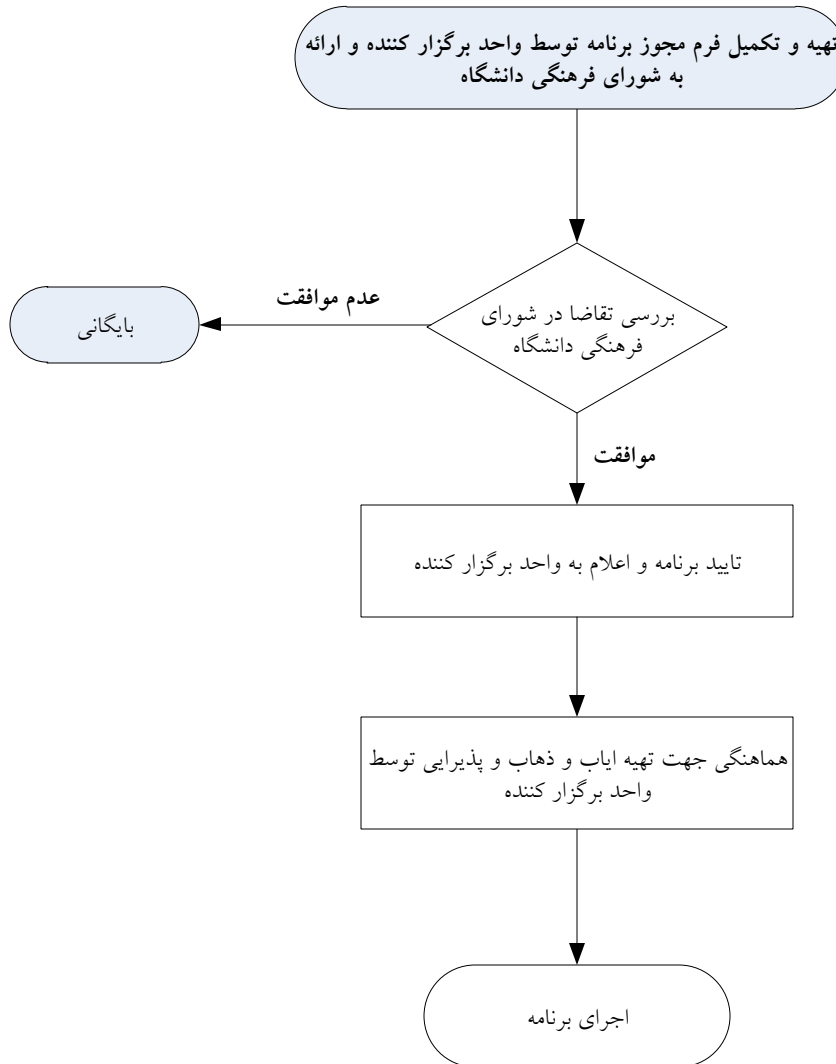 تهیه و تکمیل فرم مجوز برنامه توسط واحد برگزار کننده و ارائه
به شورای فرهنگی دانشگاه
بررسی تقاضا در شورای
فرهنگی دانشگاه
عدم موافقت
بایگانی
موافقت
تایید برنامه و اعلام به واحد برگزار کننده
هماهنگی جهت تهیه ایاب و ذهاب و پذیرایی توسط
واحد برگزار کننده
اجرای برنامه